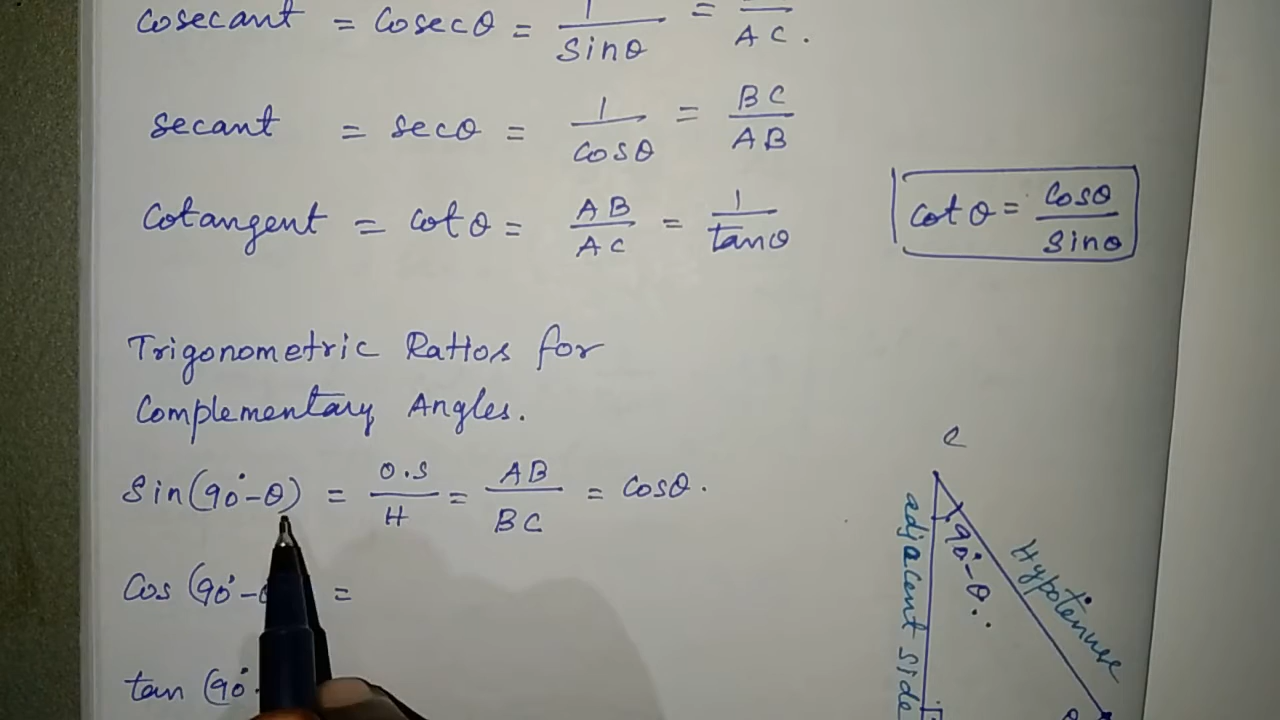 Cosecant = Cosecθ = 1/Sinθ = /AC.
secant = secθ = 1/cosθ = BC/AB
Cotangent = cotθ = AB/AC = 1/tanθ
cotθ = cosθ/sinθ
Trigonometric Ratios for
Complementary Angles.
Sin(90°-θ) = O.S/H = AB/BC = cosθ.
Cos (90°- =
tan (90°
C
90°-θ
adjacent side
Hypotenuse